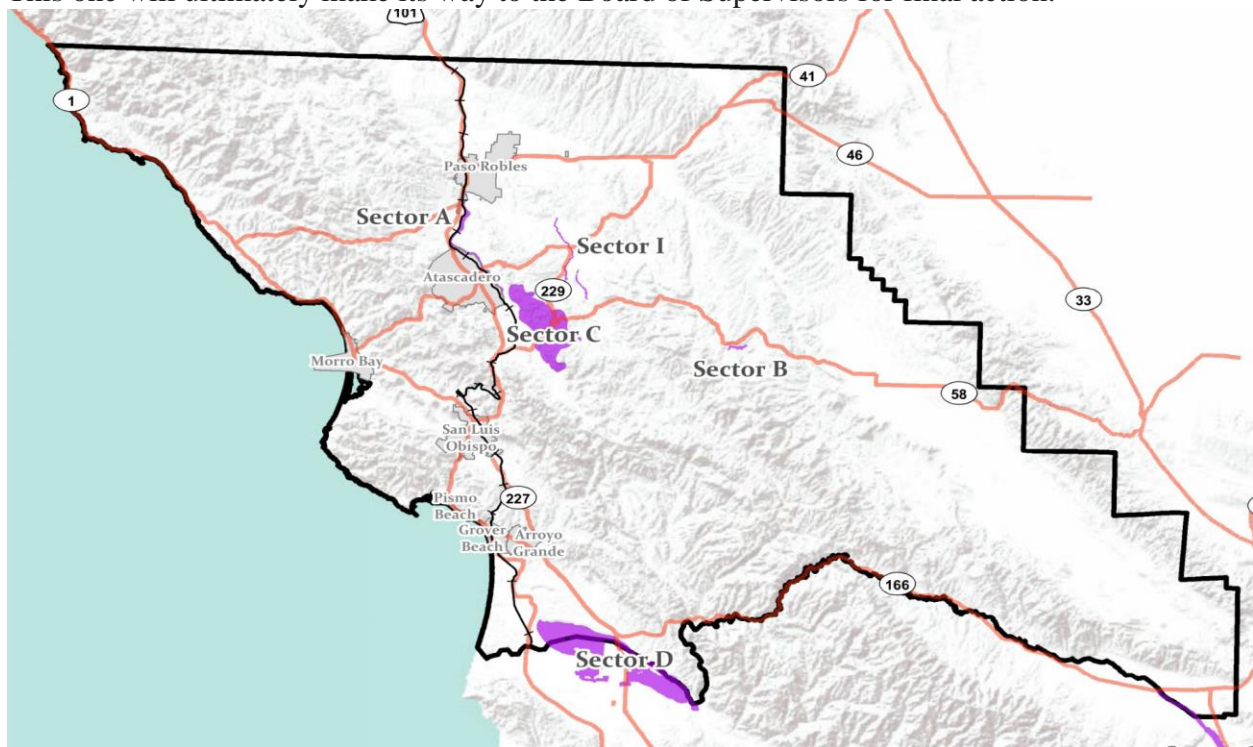 This one will ultimately make its way to the Board of Supervisors for final action.
101
1
41
46
Paso Robles
Sector A
Sector I
Atascadero
229
33
Sector C
Morro Bay
Sector B
58
San Luis
Obispo
227
Pismo
Beach
Grover
Beach
Arroyo
Grande
166
Sector D